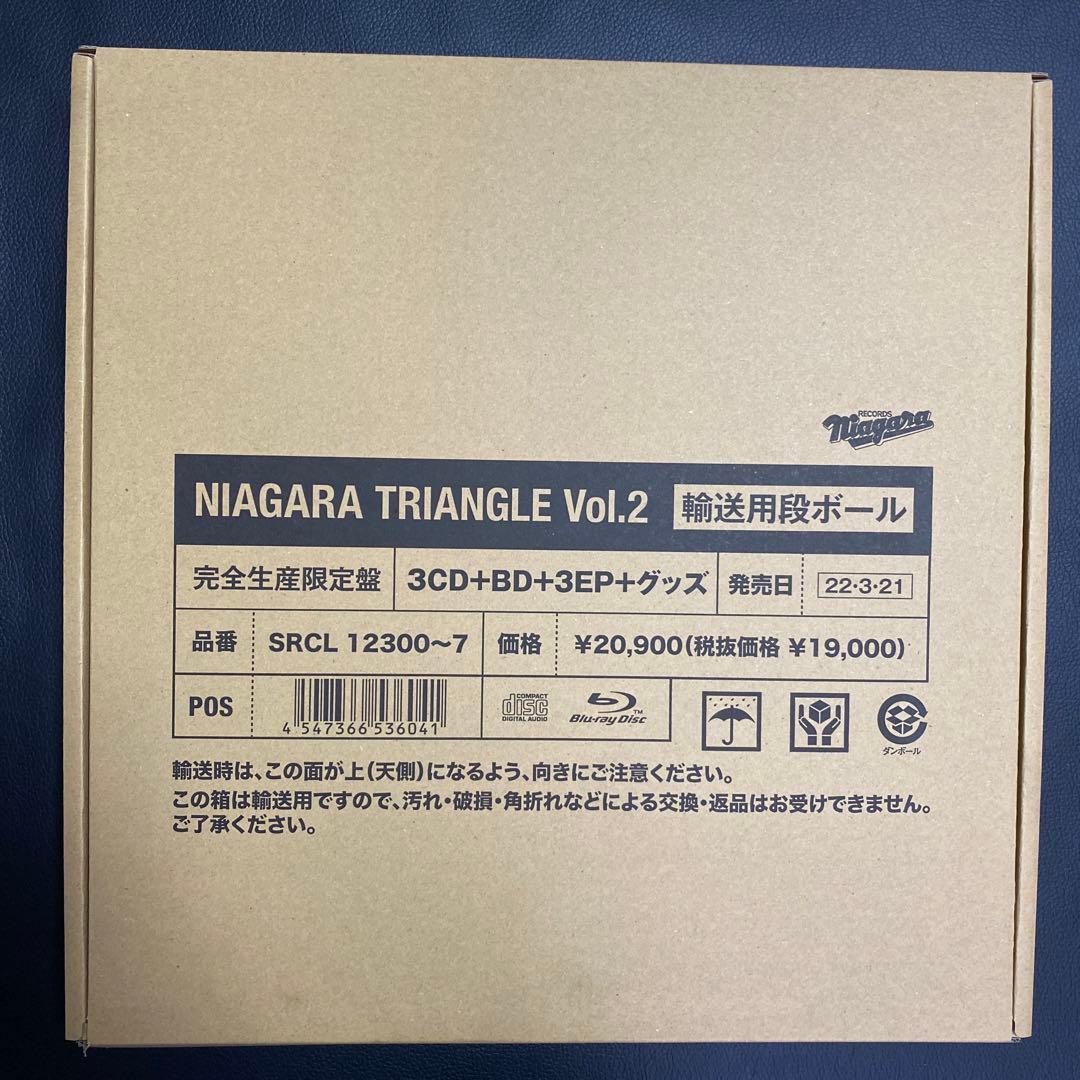 RECORDS
Niagara
NIAGARA TRIANGLE Vol.2 輸送用段ボール
完全生産限定盤 3CD+BD+3EP+グッズ 発売日 22・3・21
品番 SRCL 12300〜7 価格 ¥20,900(税抜価格 ¥19,000)
POS 4 547366 536041 COMPACT disc DIGITAL AUDIO Blu-ray Disc™
ダンボール
輸送時は、この面が上(天側)になるよう、向きにご注意ください。
この箱は輸送用ですので、汚れ・破損・角折れなどによる交換・返品はお受けできません。
ご了承ください。